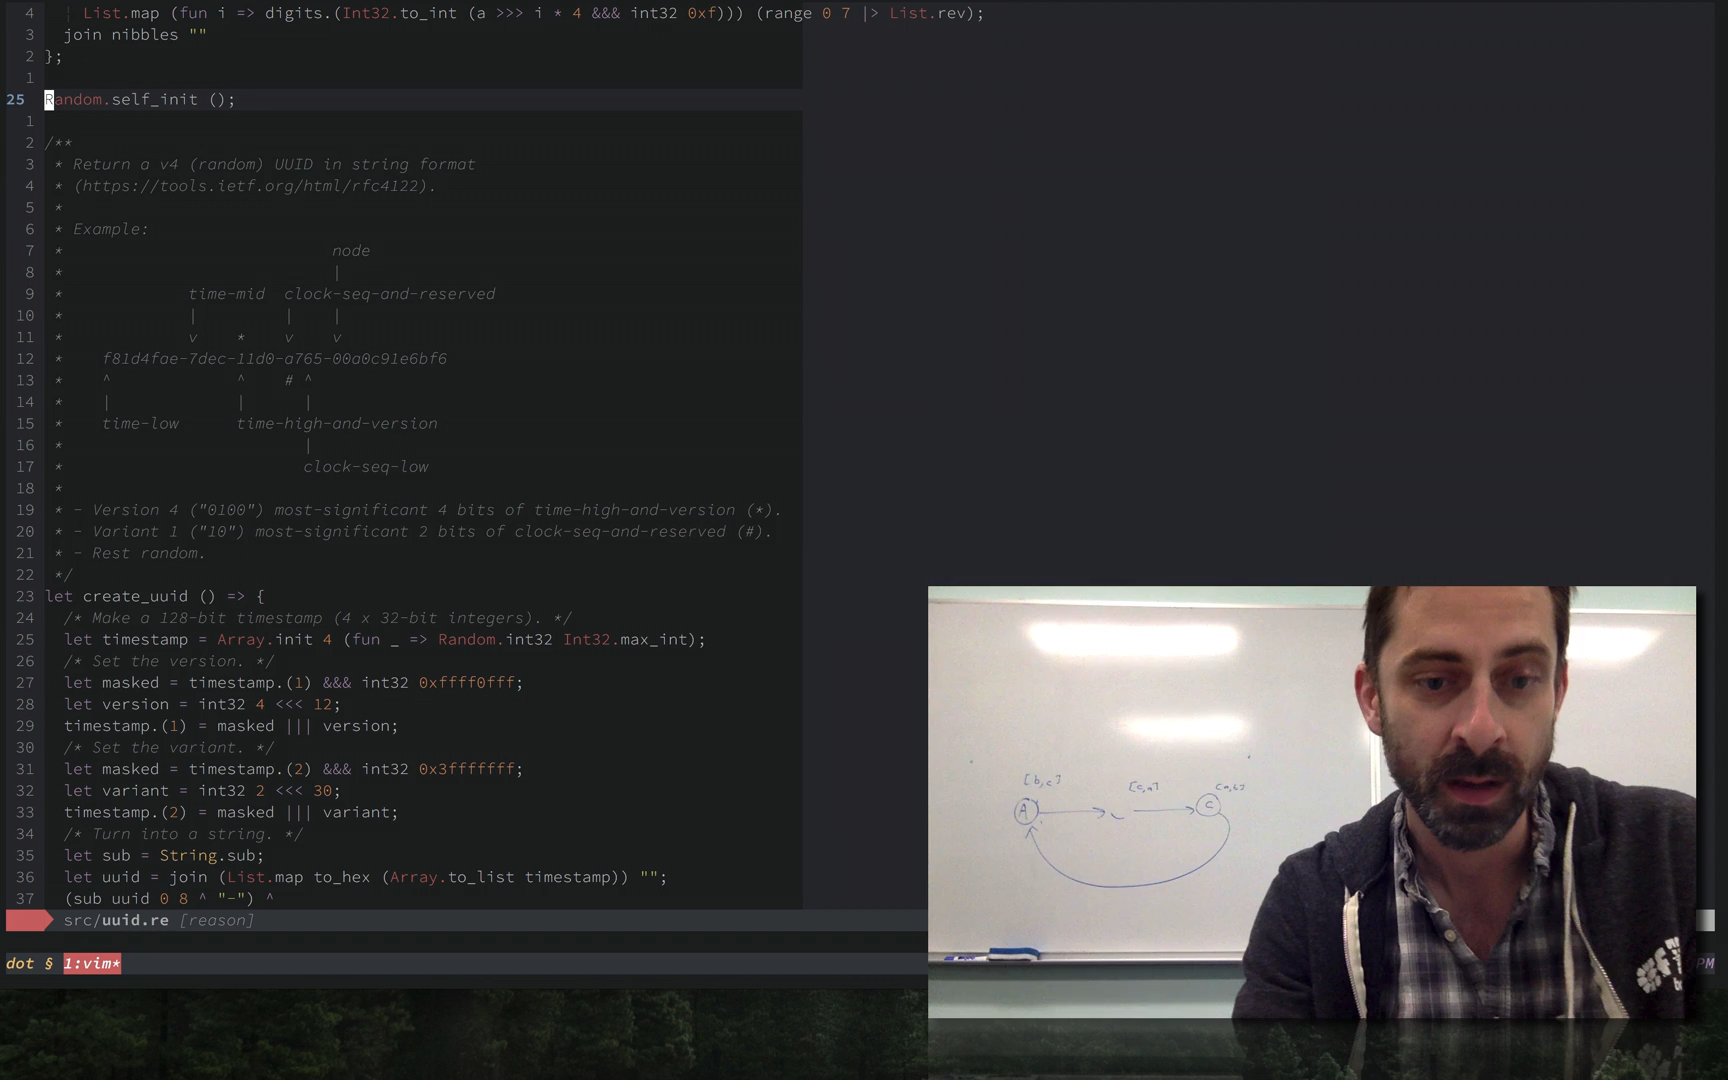 4 List.map (fun i => digits.(Int32.to_int (a >>> i * 4 &&& int32 0xf))) (range 0 7 |> List.rev);
3 join nibbles ""
2 };
1
25 Random.self_init ();
1
2 /**
3 * Return a v4 (random) UUID in string format
4 * (https://tools.ietf.org/html/rfc4122).
5 *
6 * Example:
7 * node
8 * |
9 * time-mid clock-seq-and-reserved
10 * | | |
11 * v * v v
12 * f81d4fae-7dec-11d0-a765-00a0c91e6bf6
13 * ^ ^ # ^
14 * | | |
15 * time-low time-high-and-version
16 * |
17 * clock-seq-low
18 *
19 * - Version 4 ("0100") most-significant 4 bits of time-high-and-version (*).
20 * - Variant 1 ("10") most-significant 2 bits of clock-seq-and-reserved (#).
21 * - Rest random.
22 */
23 let create_uuid () => {
24 /* Make a 128-bit timestamp (4 x 32-bit integers). */
25 let timestamp = Array.init 4 (fun _ => Random.int32 Int32.max_int);
26 /* Set the version. */
27 let masked = timestamp.(1) &&& int32 0xffff0fff;
28 let version = int32 4 <<< 12;
29 timestamp.(1) = masked ||| version;
30 /* Set the variant. */
31 let masked = timestamp.(2) &&& int32 0x3fffffff;
32 let variant = int32 2 <<< 30;
33 timestamp.(2) = masked ||| variant;
34 /* Turn into a string. */
35 let sub = String.sub;
36 let uuid = join (List.map to_hex (Array.to_list timestamp)) "";
37 (sub uuid 0 8 ^ "-") ^
src/uuid.re [reason]
dot § 1:vim*
PM
[b,c]
[c,a]
[a,b]
A
C